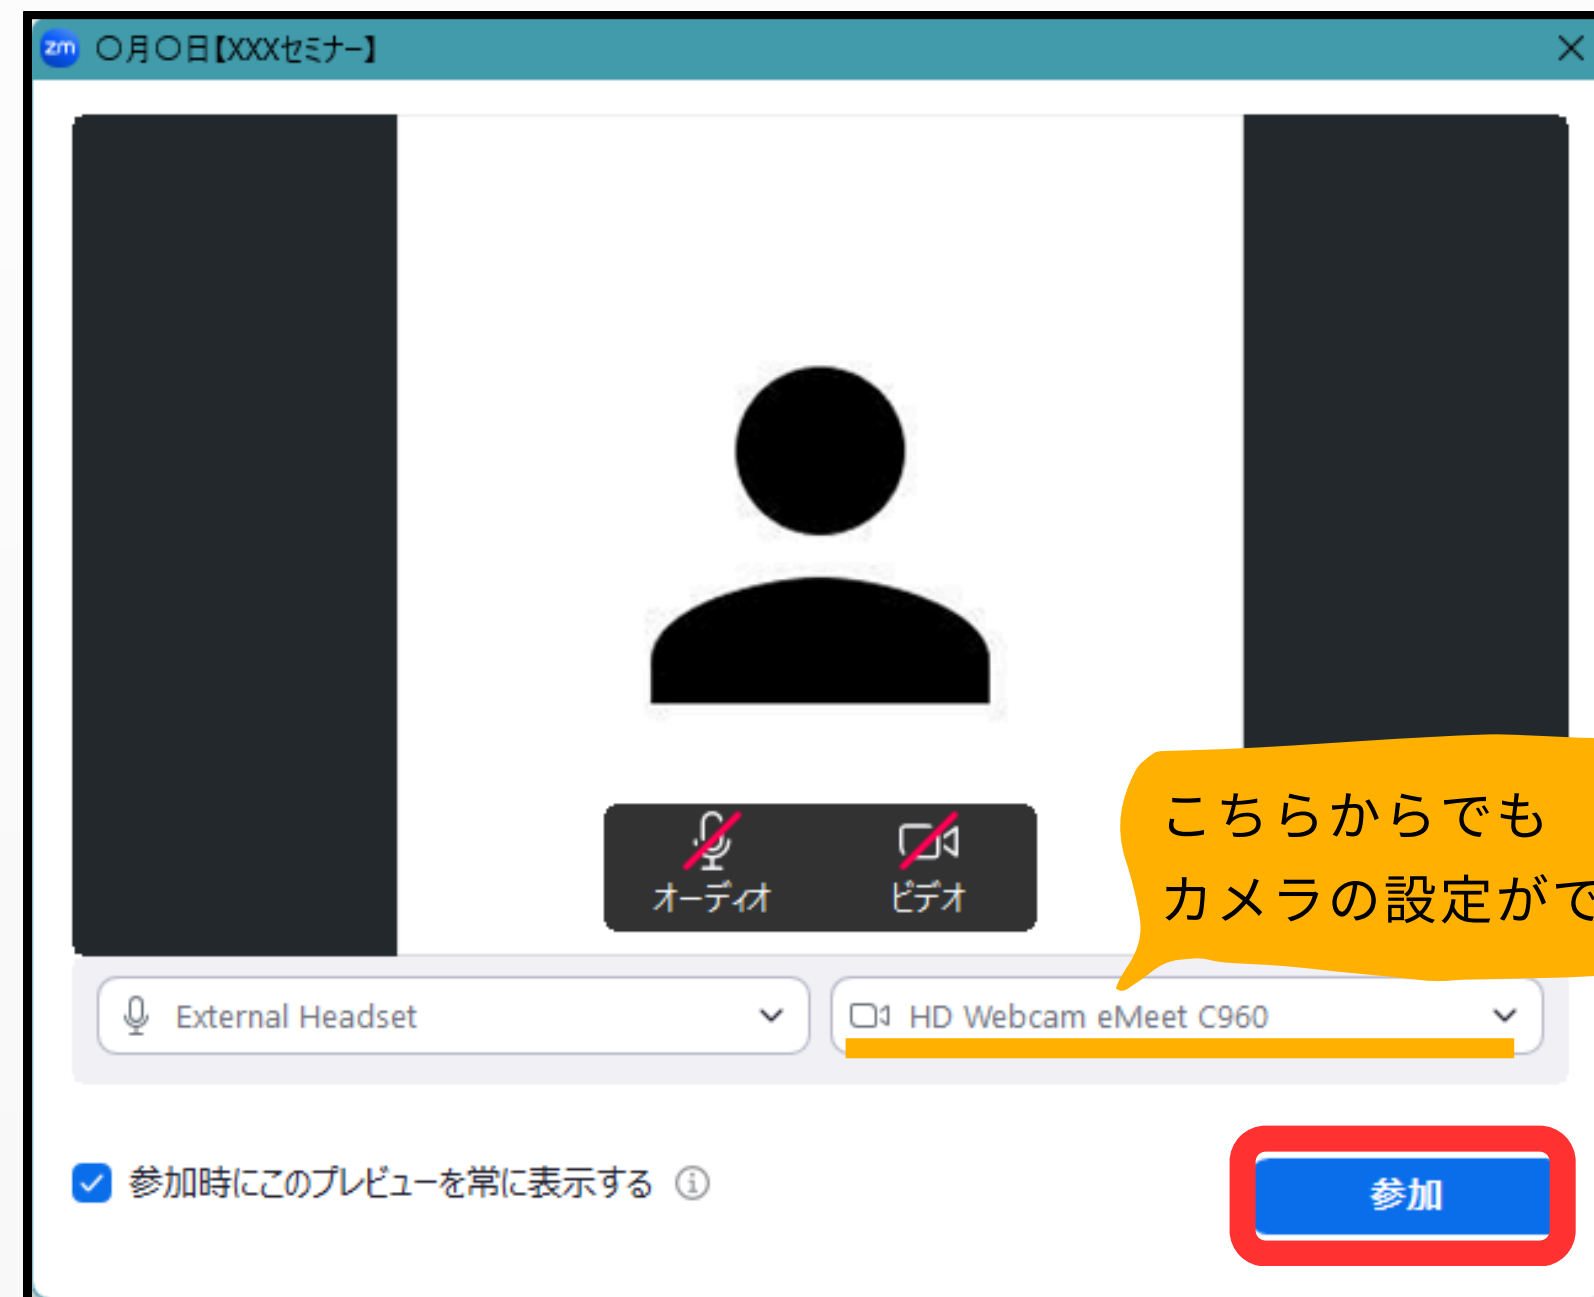 zm 〇月〇日【XXXセミナー】
オーディオ ビデオ
こちらからでも
カメラの設定がで
External Headset HD Webcam eMeet C960
参加時にこのプレビューを常に表示する
参加